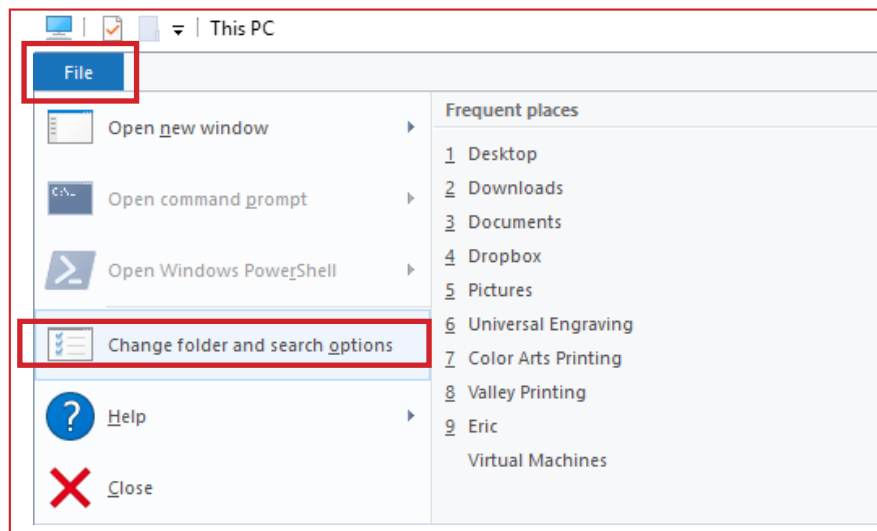 This PC
File
Open new window
C:\_
Open command prompt
Open Windows PowerShell
Change folder and search options
Help
Close
Frequent places
1 Desktop
2 Downloads
3 Documents
4 Dropbox
5 Pictures
6 Universal Engraving
7 Color Arts Printing
8 Valley Printing
9 Eric
Virtual Machines